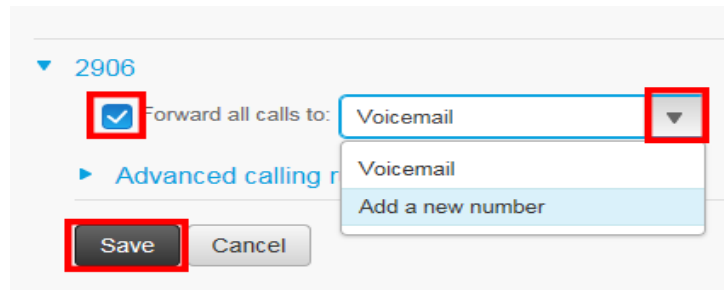 2906
Forward all calls to: Voicemail
Voicemail
Advanced calling r
Add a new number
Save Cancel